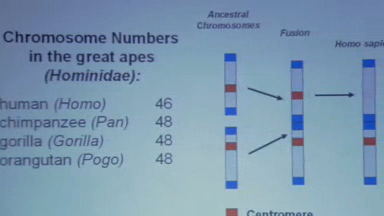 Chromosome Numbers
in the great apes
(Hominidae):
human (Homo) 46
chimpanzee (Pan) 48
gorilla (Gorilla) 48
orangutan (Pogo) 48
Ancestral
Chromosomes
Fusion
Homo sapie
Centromere